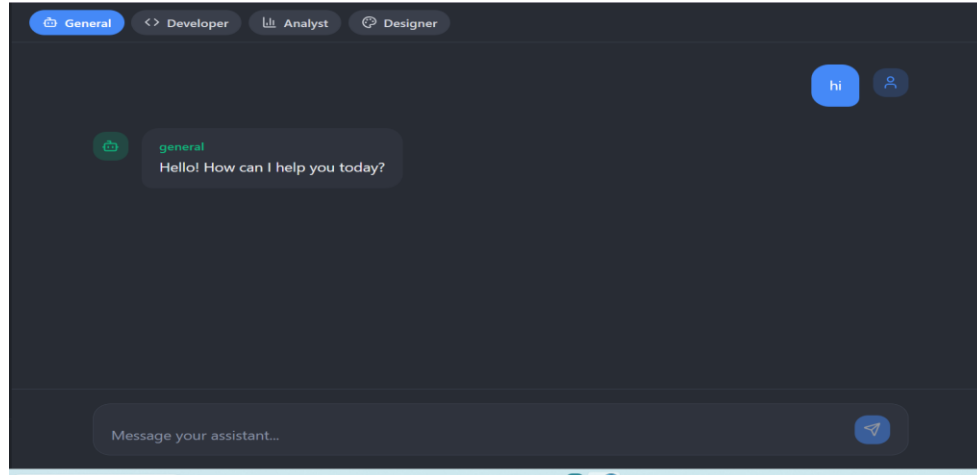 General <> Developer Analyst Designer
hi
general
Hello! How can I help you today?
Message your assistant...